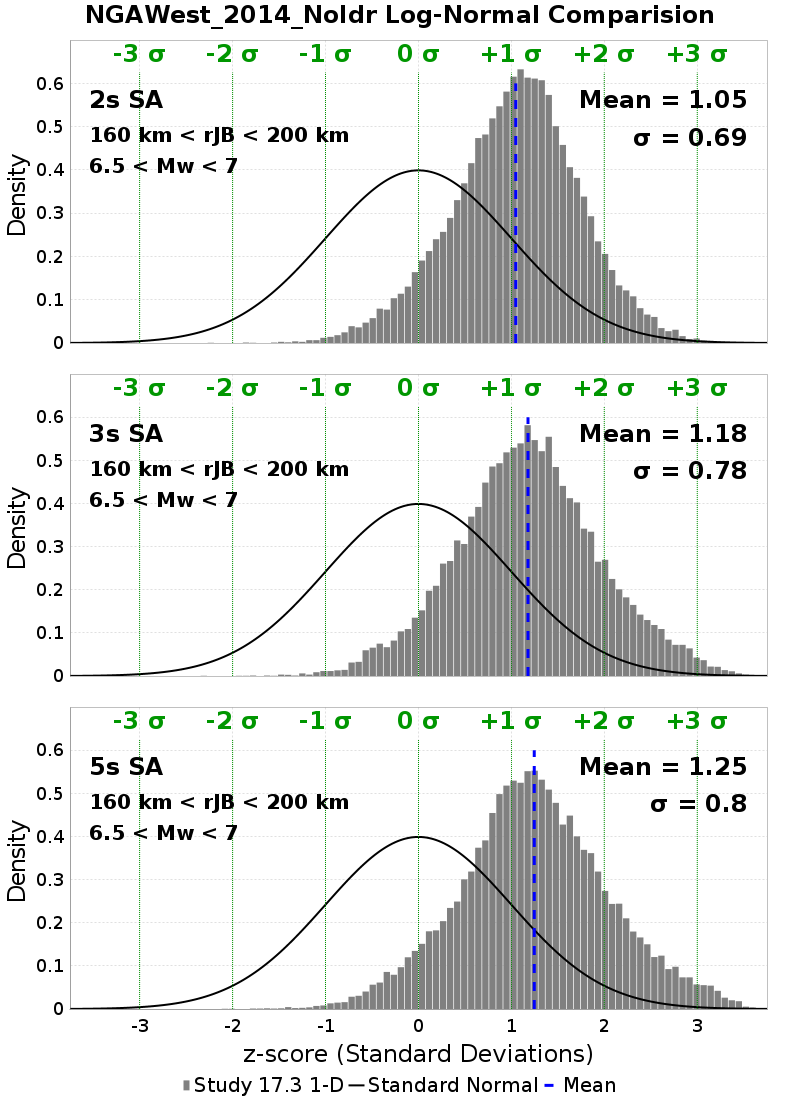 NGAWest_2014_NoIdr Log-Normal Comparision
-3 σ -2 σ -1 σ 0 σ +1 σ +2 σ +3 σ
2s SA
160 km < rJB < 200 km
6.5 < Mw < 7
Mean = 1.05
σ = 0.69
0.6
0.5
0.4
0.3
0.2
0.1
0
Density
-3 σ -2 σ -1 σ 0 σ +1 σ +2 σ +3 σ
3s SA
160 km < rJB < 200 km
6.5 < Mw < 7
Mean = 1.18
σ = 0.78
0.6
0.5
0.4
0.3
0.2
0.1
0
Density
-3 σ -2 σ -1 σ 0 σ +1 σ +2 σ +3 σ
5s SA
160 km < rJB < 200 km
6.5 < Mw < 7
Mean = 1.25
σ = 0.8
0.6
0.5
0.4
0.3
0.2
0.1
0
Density
-3 -2 -1 0 1 2 3
z-score (Standard Deviations)
Study 17.3 1-D Standard Normal Mean